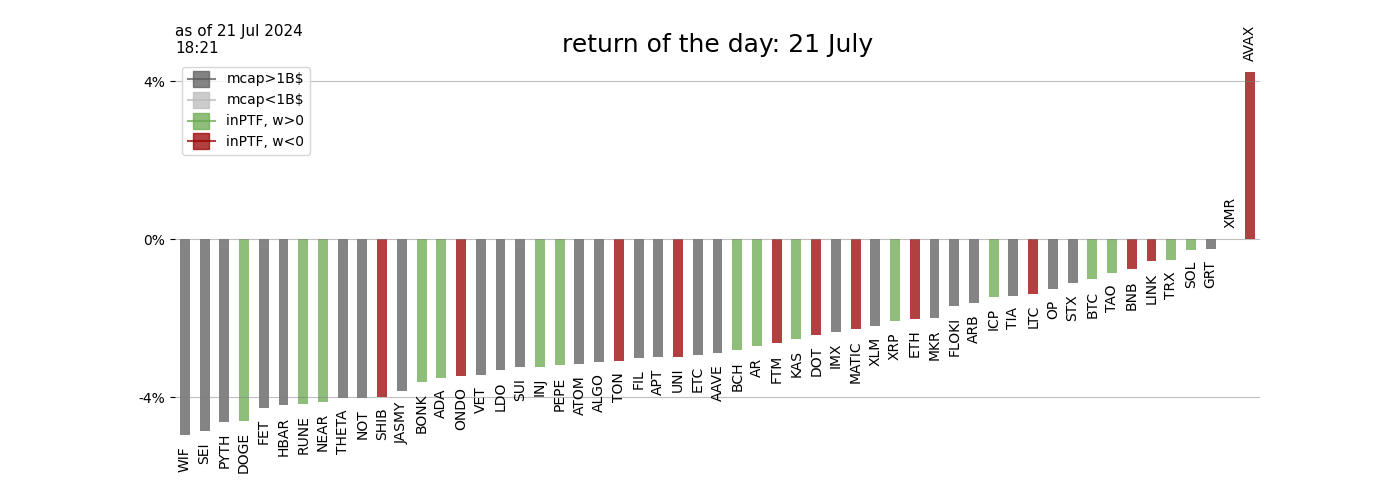 as of 21 Jul 2024
18:21
return of the day: 21 July
mcap>1B$
mcap<1B$
inPTF, w>0
inPTF, w<0
4%
0%
-4%
WIF
SEI
PYTH
DOGE
FET
HBAR
RUNE
NEAR
THETA
NOT
SHIB
JASMY
BONK
ADA
ONDO
VET
LDO
SUI
INJ
PEPE
ATOM
ALGO
TON
FIL
APT
UNI
ETC
AAVE
BCH
AR
FTM
KAS
DOT
IMX
MATIC
XLM
XRP
ETH
MKR
FLOKI
ARB
ICP
TIA
LTC
OP
STX
BTC
TAO
BNB
LINK
TRX
SOL
GRT
XMR
AVAX